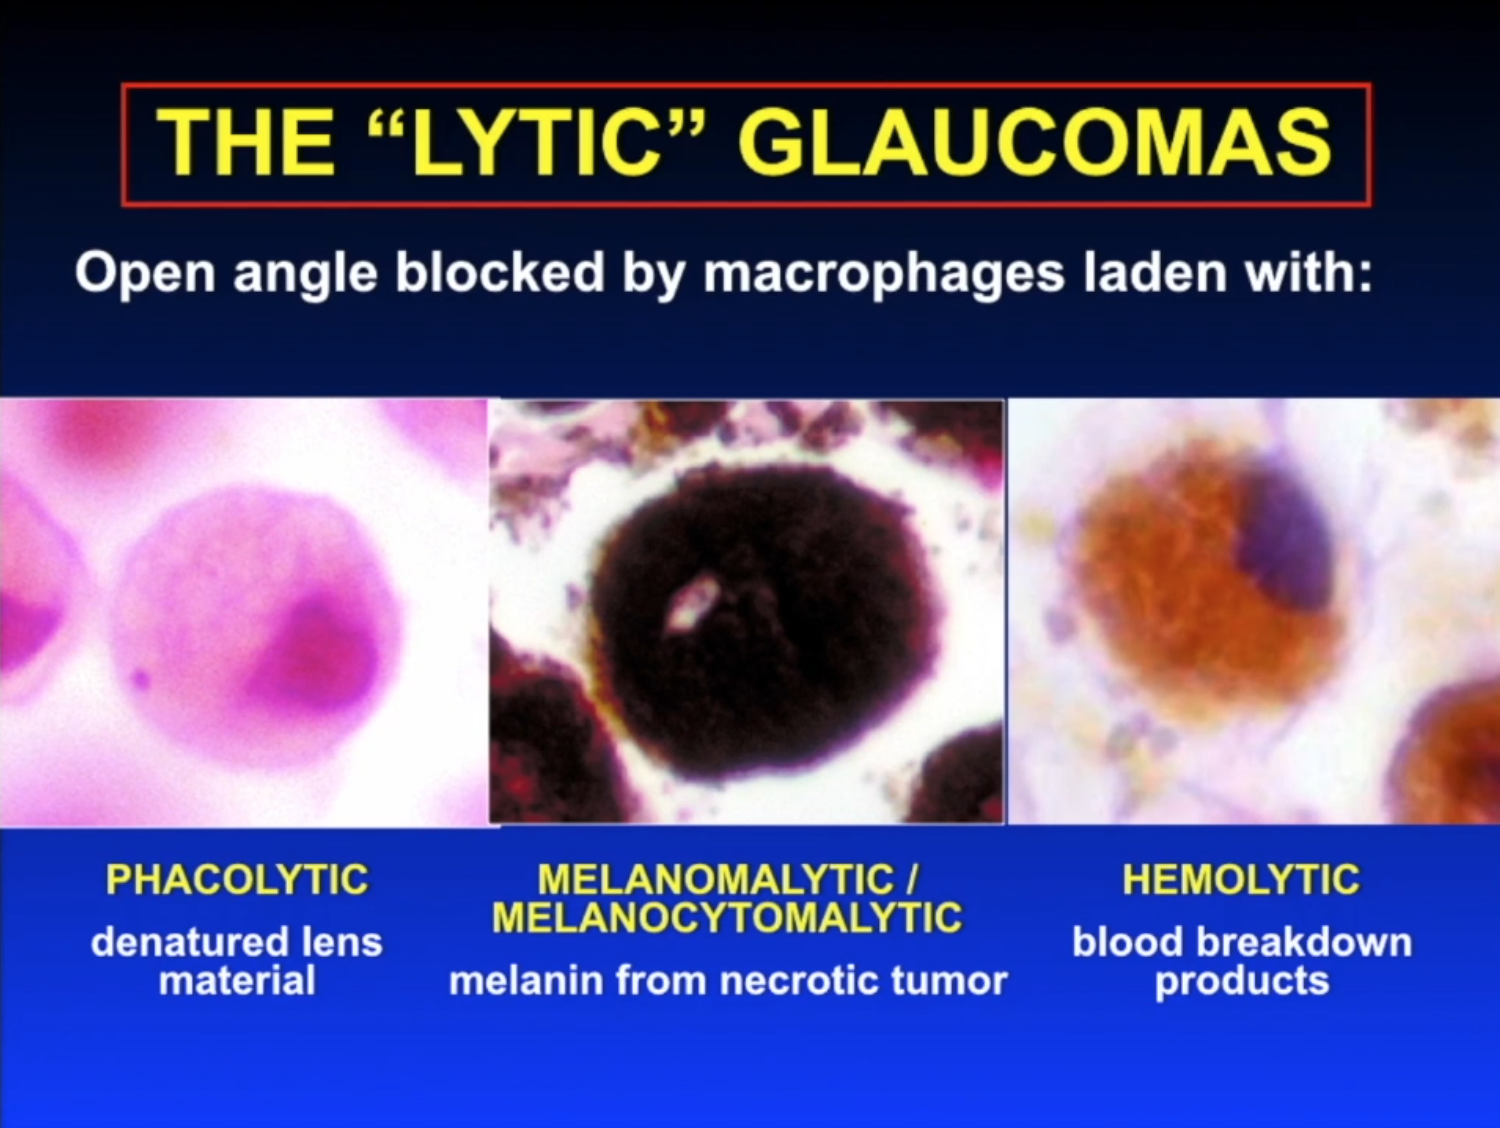 THE “LYTIC” GLAUCOMAS
Open angle blocked by macrophages laden with:
PHACOLYTIC
denatured lens
material
MELANOMALYTIC /
MELANOCYTOMALYTIC
melanin from necrotic tumor
HEMOLYTIC
blood breakdown
products